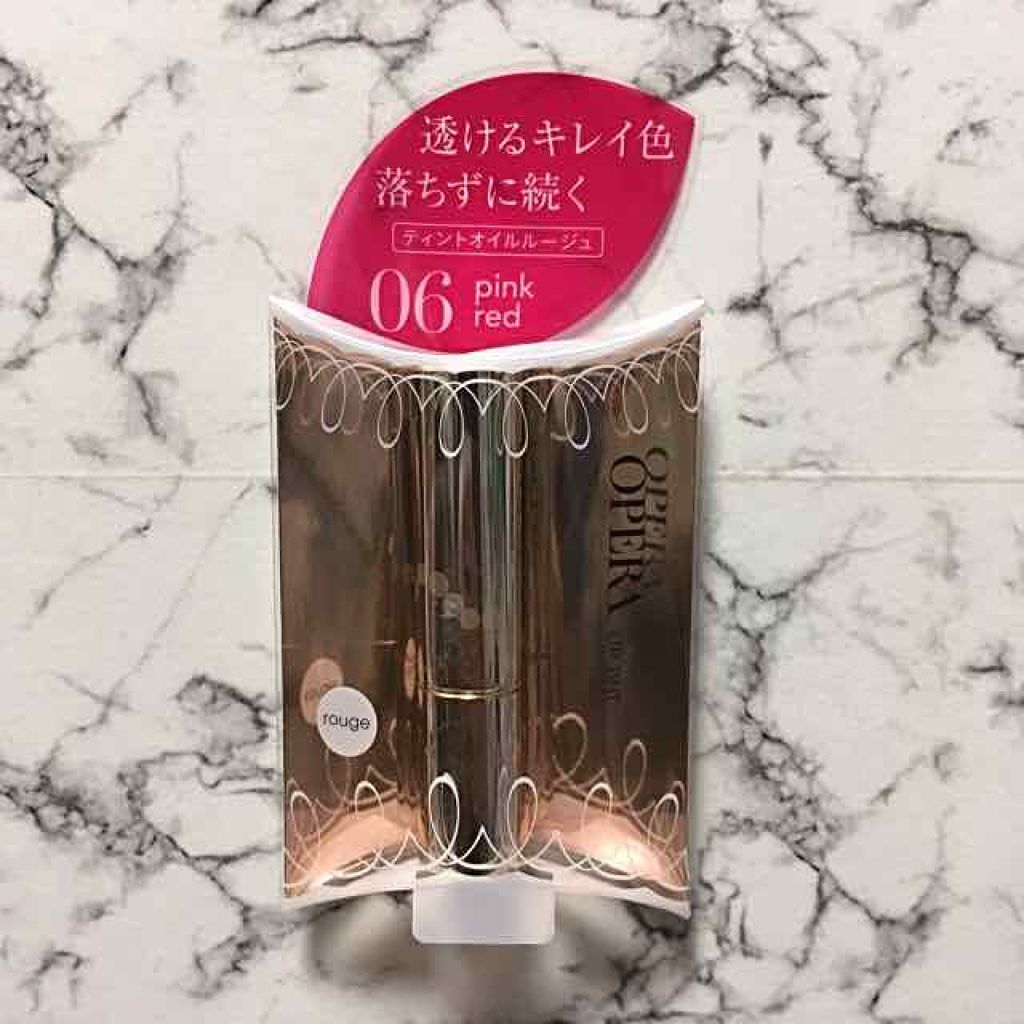 透けるキレイ色
落ちずに続く
ティントオイルルージュ
06 pink
red
OPERA
rouge